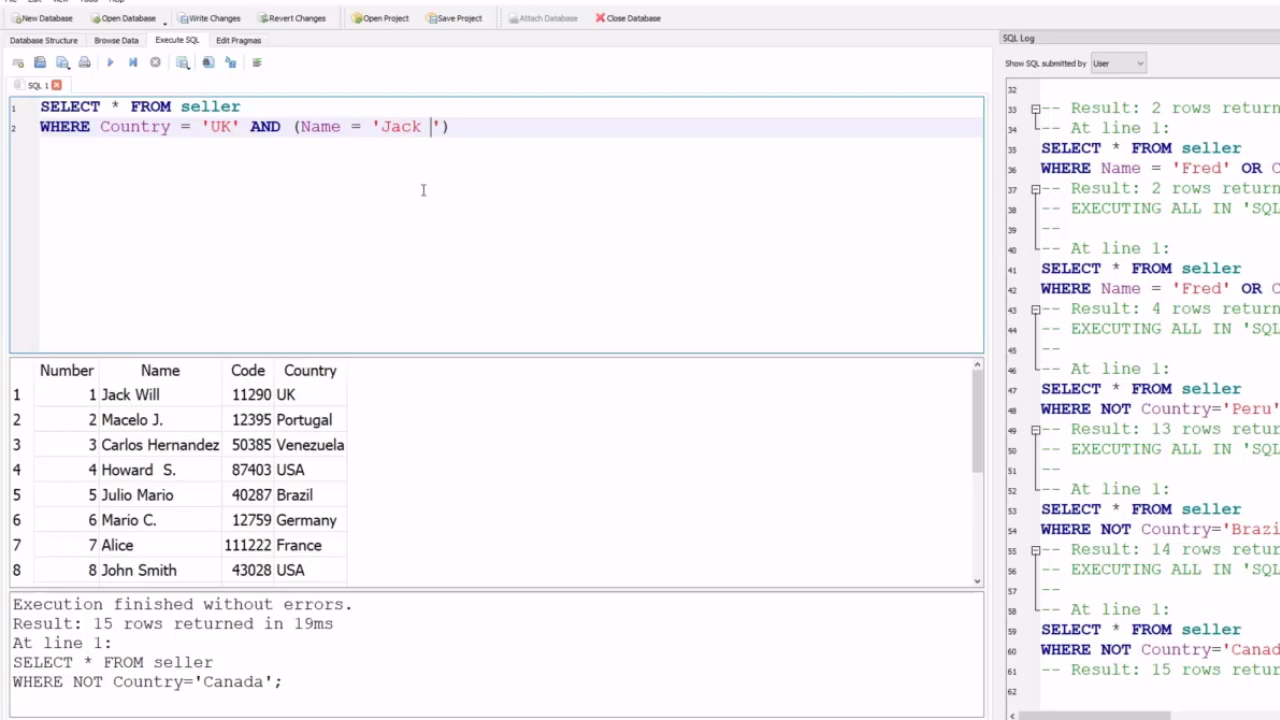 New Database Open Database Write Changes Revert Changes Open Project Save Project Attach Database Close Database
Database Structure Browse Data Execute SQL Edit Pragmas
SQL 1
1 SELECT * FROM seller
2 WHERE Country = 'UK' AND (Name = 'Jack ')
Number Name Code Country
1 1 Jack Will 11290 UK
2 2 Macelo J. 12395 Portugal
3 3 Carlos Hernandez 50385 Venezuela
4 4 Howard  S. 87403 USA
5 5 Julio Mario 40287 Brazil
6 6 Mario C. 12759 Germany
7 7 Alice 111222 France
8 8 John Smith 43028 USA
Execution finished without errors.
Result: 15 rows returned in 19ms
At line 1:
SELECT * FROM seller
WHERE NOT Country='Canada';
SQL Log
Show SQL submitted by User
32
33 -- Result: 2 rows return
34 -- At line 1:
35 SELECT * FROM seller
36 WHERE Name = 'Fred' OR C
37 -- Result: 2 rows return
38 -- EXECUTING ALL IN 'SQL
39 --
40 -- At line 1:
41 SELECT * FROM seller
42 WHERE Name = 'Fred' OR C
43 -- Result: 4 rows return
44 -- EXECUTING ALL IN 'SQL
45 --
46 -- At line 1:
47 SELECT * FROM seller
48 WHERE NOT Country='Peru'
49 -- Result: 13 rows retur
50 -- EXECUTING ALL IN 'SQL
51 --
52 -- At line 1:
53 SELECT * FROM seller
54 WHERE NOT Country='Brazi
55 -- Result: 14 rows retur
56 -- EXECUTING ALL IN 'SQL
57 --
58 -- At line 1:
59 SELECT * FROM seller
60 WHERE NOT Country='Canad
61 -- Result: 15 rows retur
62